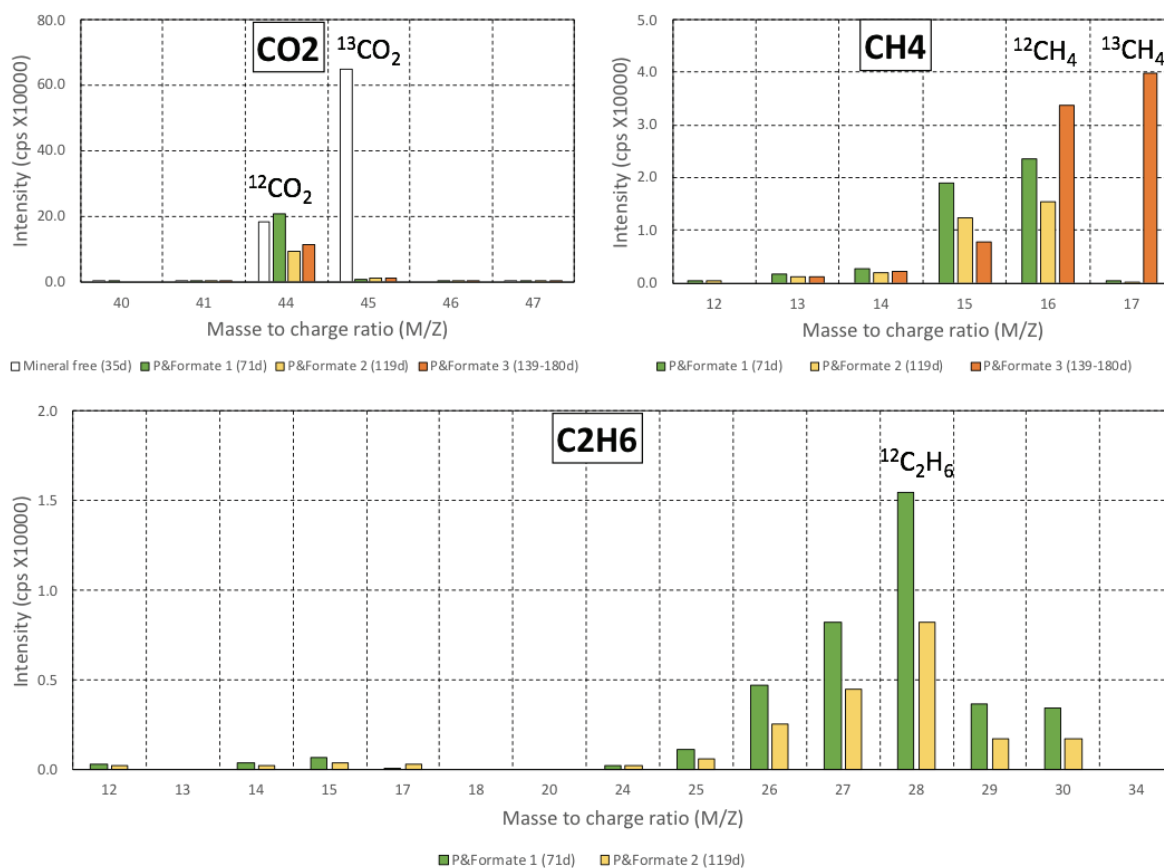 80.0
60.0
40.0
20.0
0.0
Intensity (cps X10000)
CO2
¹³CO₂
¹²CO₂
40 41 44 45 46 47
Masse to charge ratio (M/Z)
Mineral free (35d) P&Formate 1 (71d) P&Formate 2 (119d) P&Formate 3 (139-180d)
5.0
4.0
3.0
2.0
1.0
0.0
Intensity (cps X10000)
CH4
¹²CH₄
¹³CH₄
12 13 14 15 16 17
Masse to charge ratio (M/Z)
P&Formate 1 (71d) P&Formate 2 (119d) P&Formate 3 (139-180d)
2.0
1.5
1.0
0.5
0.0
Intensity (cps X10000)
C2H6
¹²C₂H₆
12 13 14 15 17 18 20 24 25 26 27 28 29 30 34
Masse to charge ratio (M/Z)
P&Formate 1 (71d) P&Formate 2 (119d)